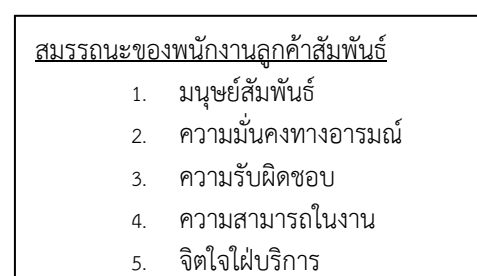 สมรรถนะของพนักงานลูกค้าสัมพันธ์
1. มนุษย์สัมพันธ์
2. ความมั่นคงทางอารมณ์
3. ความรับผิดชอบ
4. ความสามารถในงาน
5. จิตใจใฝ่บริการ